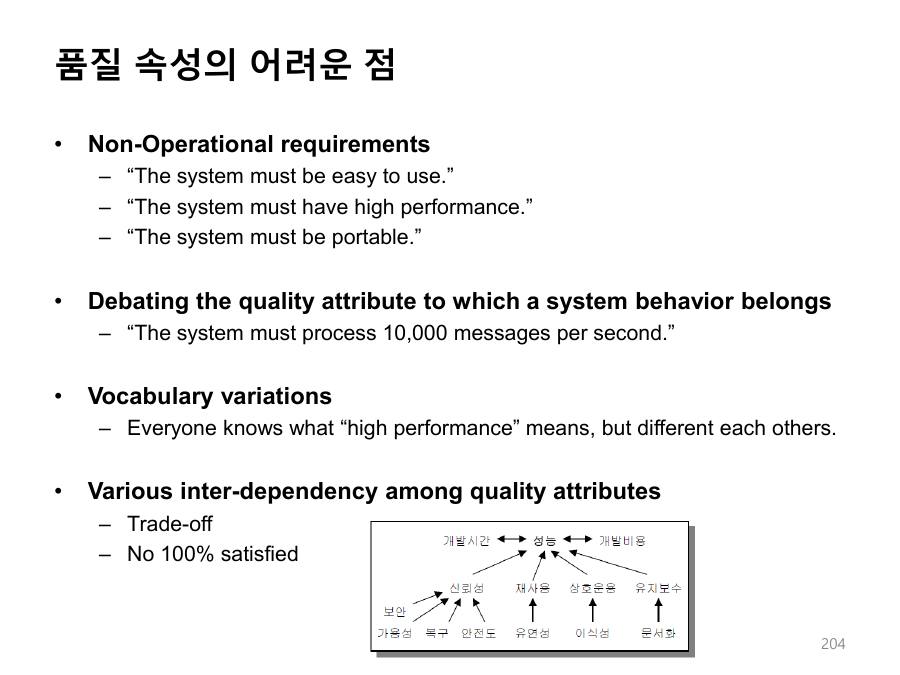 품질 속성의 어려운 점
• Non-Operational requirements
– “The system must be easy to use.”
– “The system must have high performance.”
– “The system must be portable.”
• Debating the quality attribute to which a system behavior belongs
– “The system must process 10,000 messages per second.”
• Vocabulary variations
– Everyone knows what “high performance” means, but different each others.
• Various inter-dependency among quality attributes
– Trade-off
– No 100% satisfied
개발시간 성능 개발비용
신뢰성 재사용 상호운용 유지보수
보안
가용성 복구 안전도 유연성 이식성 문서화
204